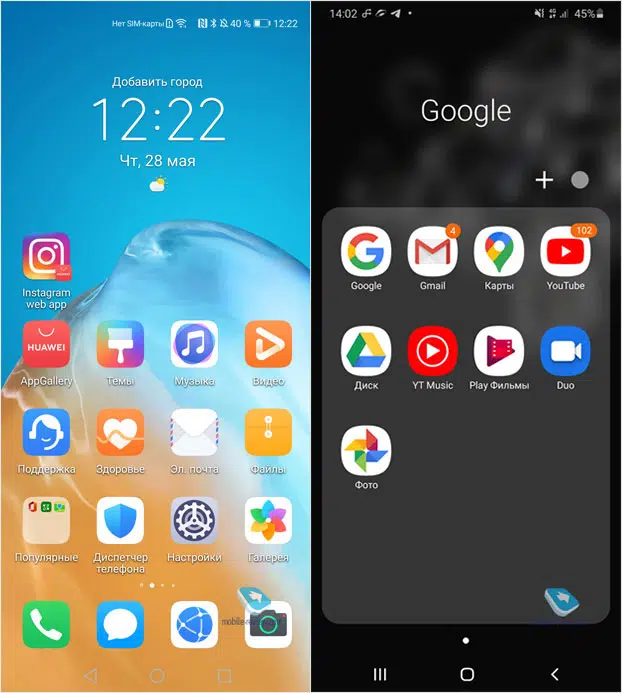 Нет SIM-карты
40 %
12:22
Добавить город
12:22
Чт, 28 мая
Instagram
web app
HUAWEI
AppGallery
Темы
Музыка
Видео
Поддержка
Здоровье
Эл. почта
Файлы
Популярные
Диспетчер
телефона
Настройки
Галерея
14:02
4G
45%
Google
4
102
Google
Gmail
Карты
YouTube
Диск
YT Music
Play Фильмы
Duo
Фото